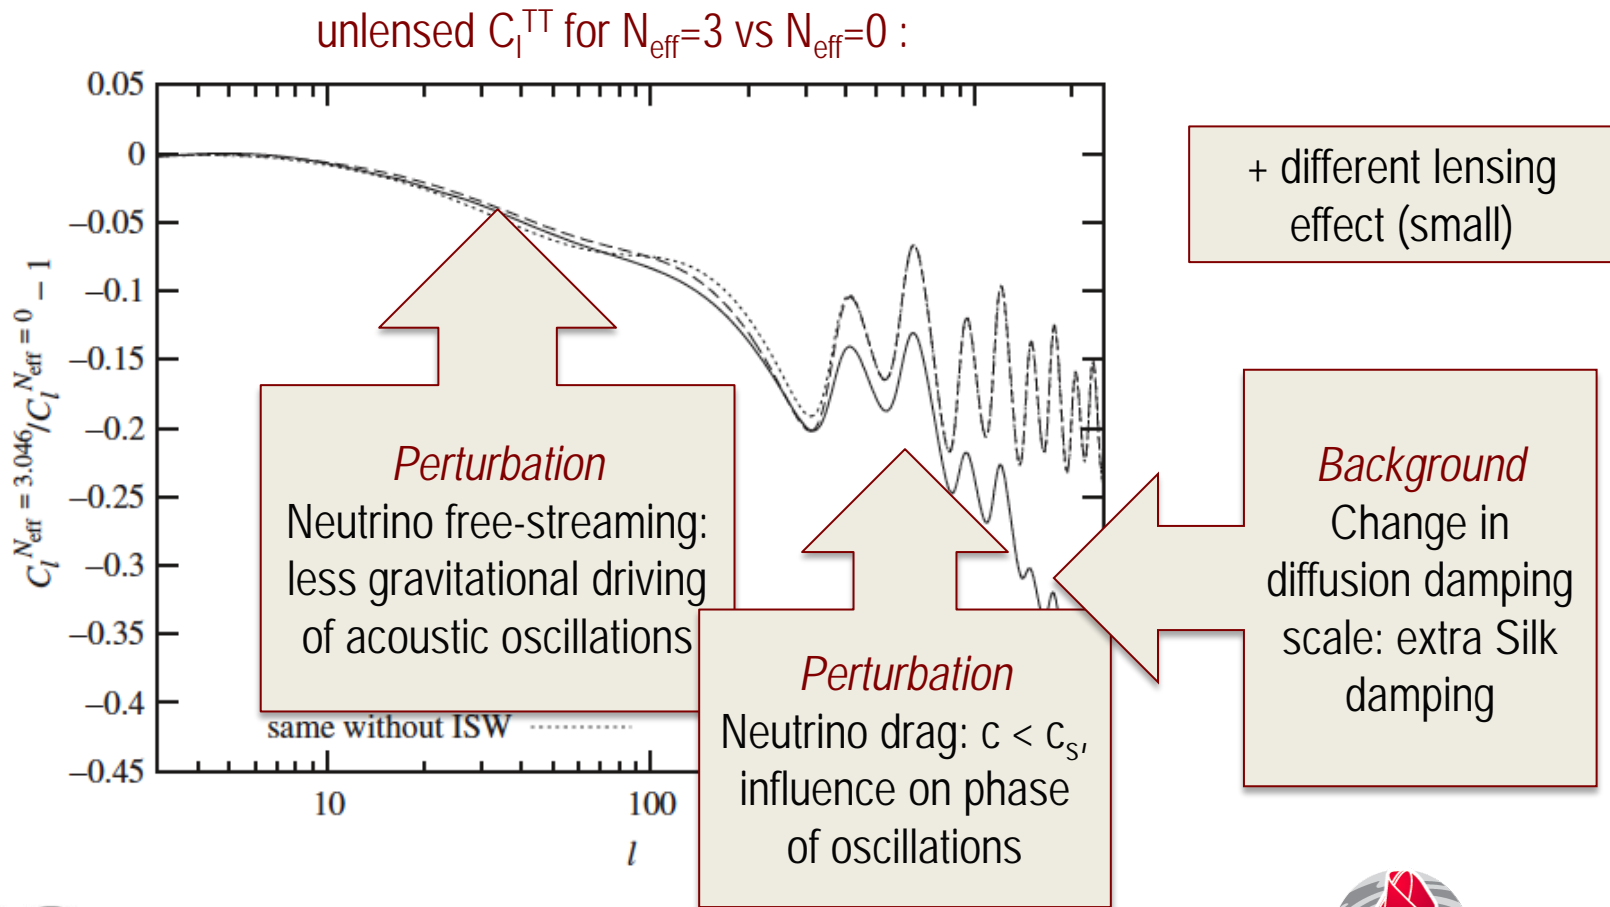 unlensed C_l^TT for N_eff=3 vs N_eff=0 :
0.05
0
−0.05
−0.1
−0.15
−0.2
−0.25
−0.3
−0.35
−0.4
−0.45
C_l^{N_eff = 3.046}/C_l^{N_eff = 0} − 1
10
100
l
same without ISW
Perturbation
Neutrino free-streaming:
less gravitational driving
of acoustic oscillations
Perturbation
Neutrino drag: c < c_s,
influence on phase
of oscillations
+ different lensing
effect (small)
Background
Change in
diffusion damping
scale: extra Silk
damping